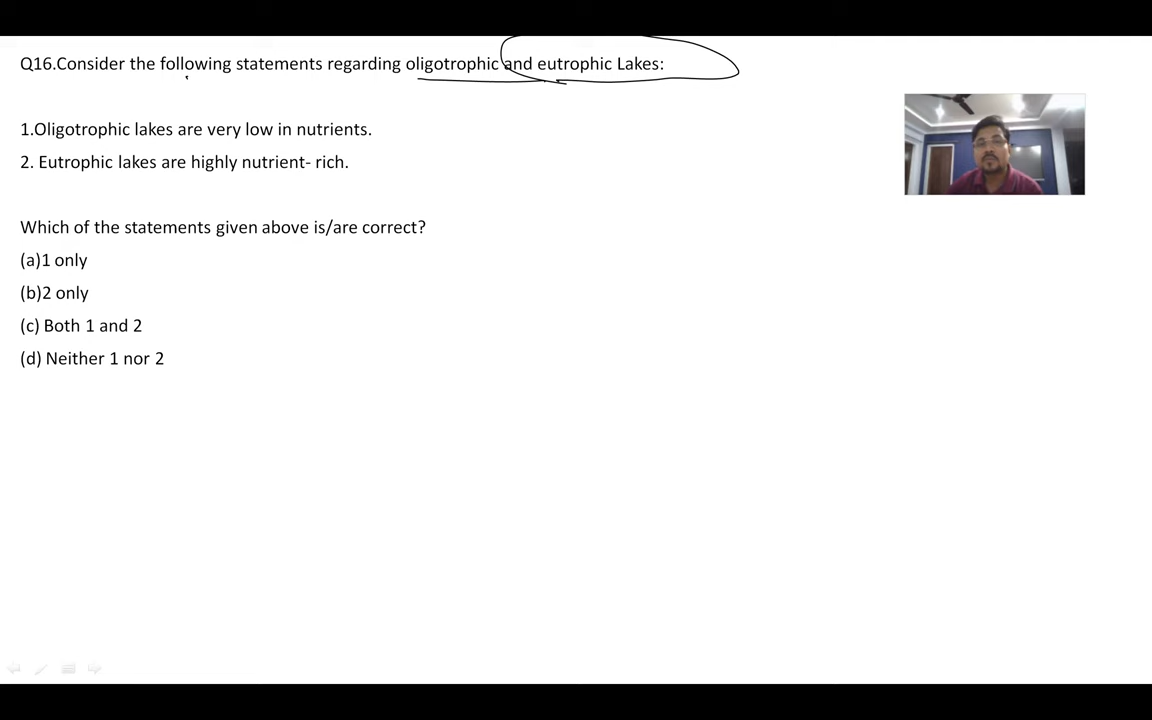 Q16.Consider the following statements regarding oligotrophic and eutrophic Lakes:
1.Oligotrophic lakes are very low in nutrients.
2. Eutrophic lakes are highly nutrient- rich.
Which of the statements given above is/are correct?
(a)1 only
(b)2 only
(c) Both 1 and 2
(d) Neither 1 nor 2